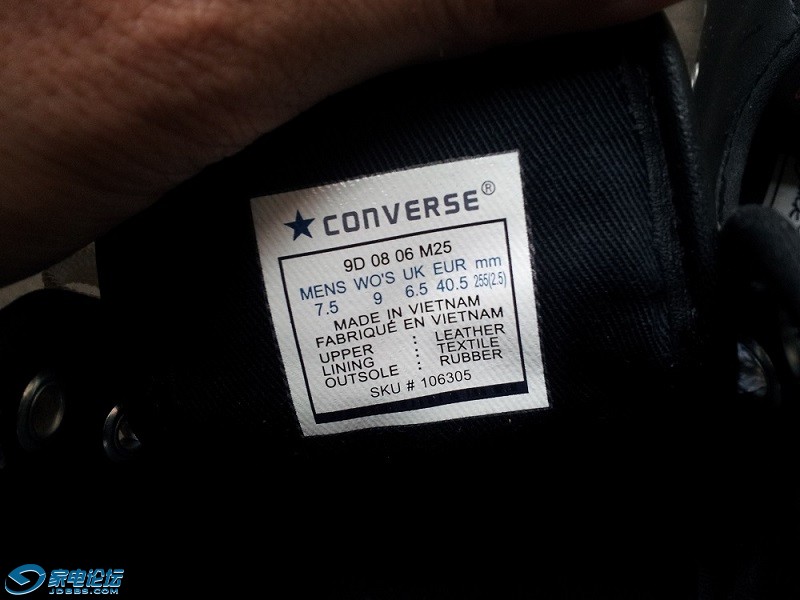 ★ CONVERSE®
9D 08 06 M25
MENS WO'S UK EUR mm
7.5 9 6.5 40.5 255(2.5)
MADE IN VIETNAM
FABRIQUÉ EN VIETNAM
UPPER : LEATHER
LINING : TEXTILE
OUTSOLE : RUBBER
SKU # 106305
家电论坛
JDBBS.COM